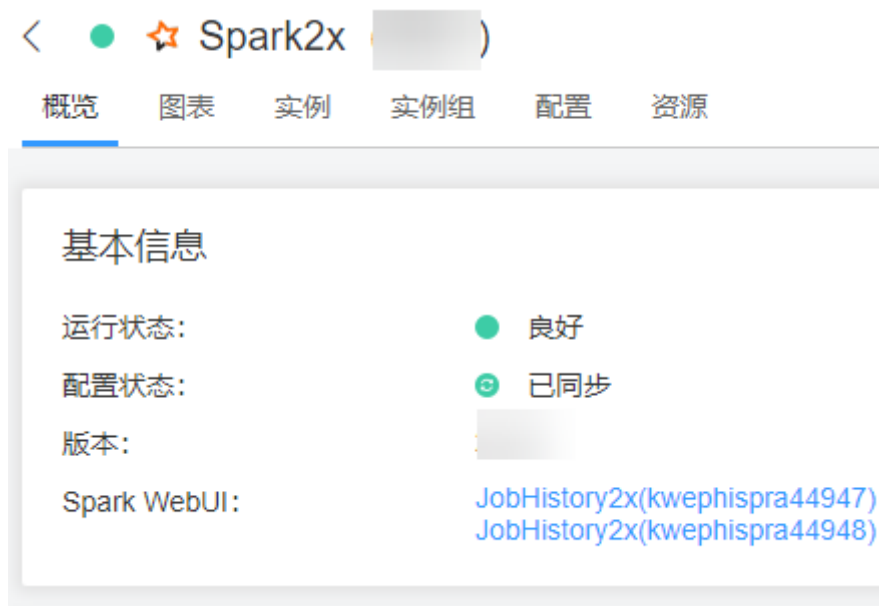 Spark2x )
概览 图表 实例 实例组 配置 资源
基本信息
运行状态: 良好
配置状态: 已同步
版本:
Spark WebUI: JobHistory2x(kwephispra44947)
JobHistory2x(kwephispra44948)